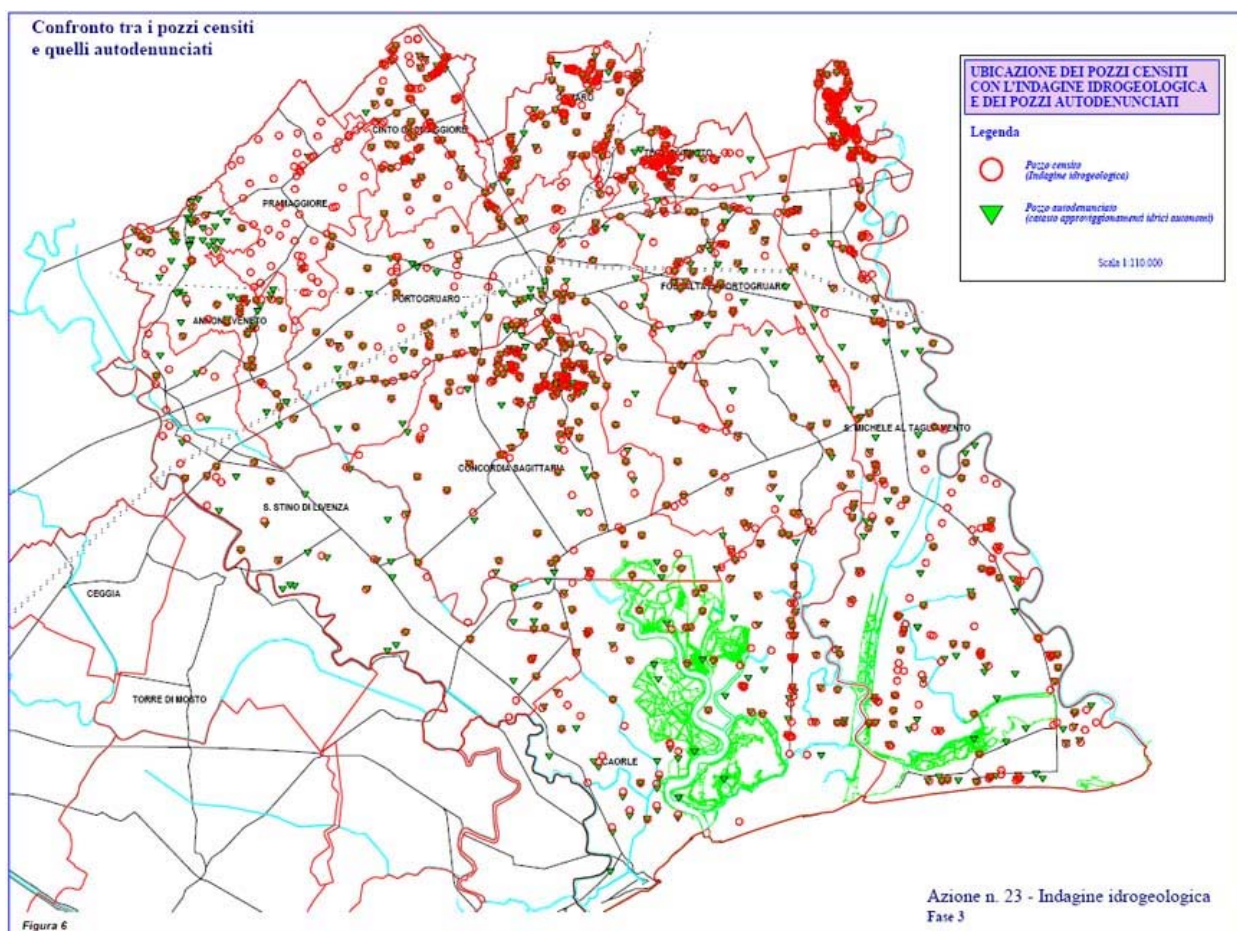 Confronto tra i pozzi censiti
e quelli autodenunciati
UBICAZIONE DEI POZZI CENSITI
CON L'INDAGINE IDROGEOLOGICA
E DEI POZZI AUTODENUNCIATI
Legenda
Pozzo censito
(Indagine idrogeologica)
Pozzo autodenunciato
(catasto approvviggionamenti idrici autonomi)
Scala 1:110.000
PRAMAGGIORE
PORTOGRUARO
S. MICHELE AL TAGLIAMENTO
CONCORDIA SAGITTARIA
S. STINO DI LIVENZA
CEGGIA
TORRE DI MOSTO
CAORLE
Azione n. 23 - Indagine idrogeologica
Fase 3
Figura 6